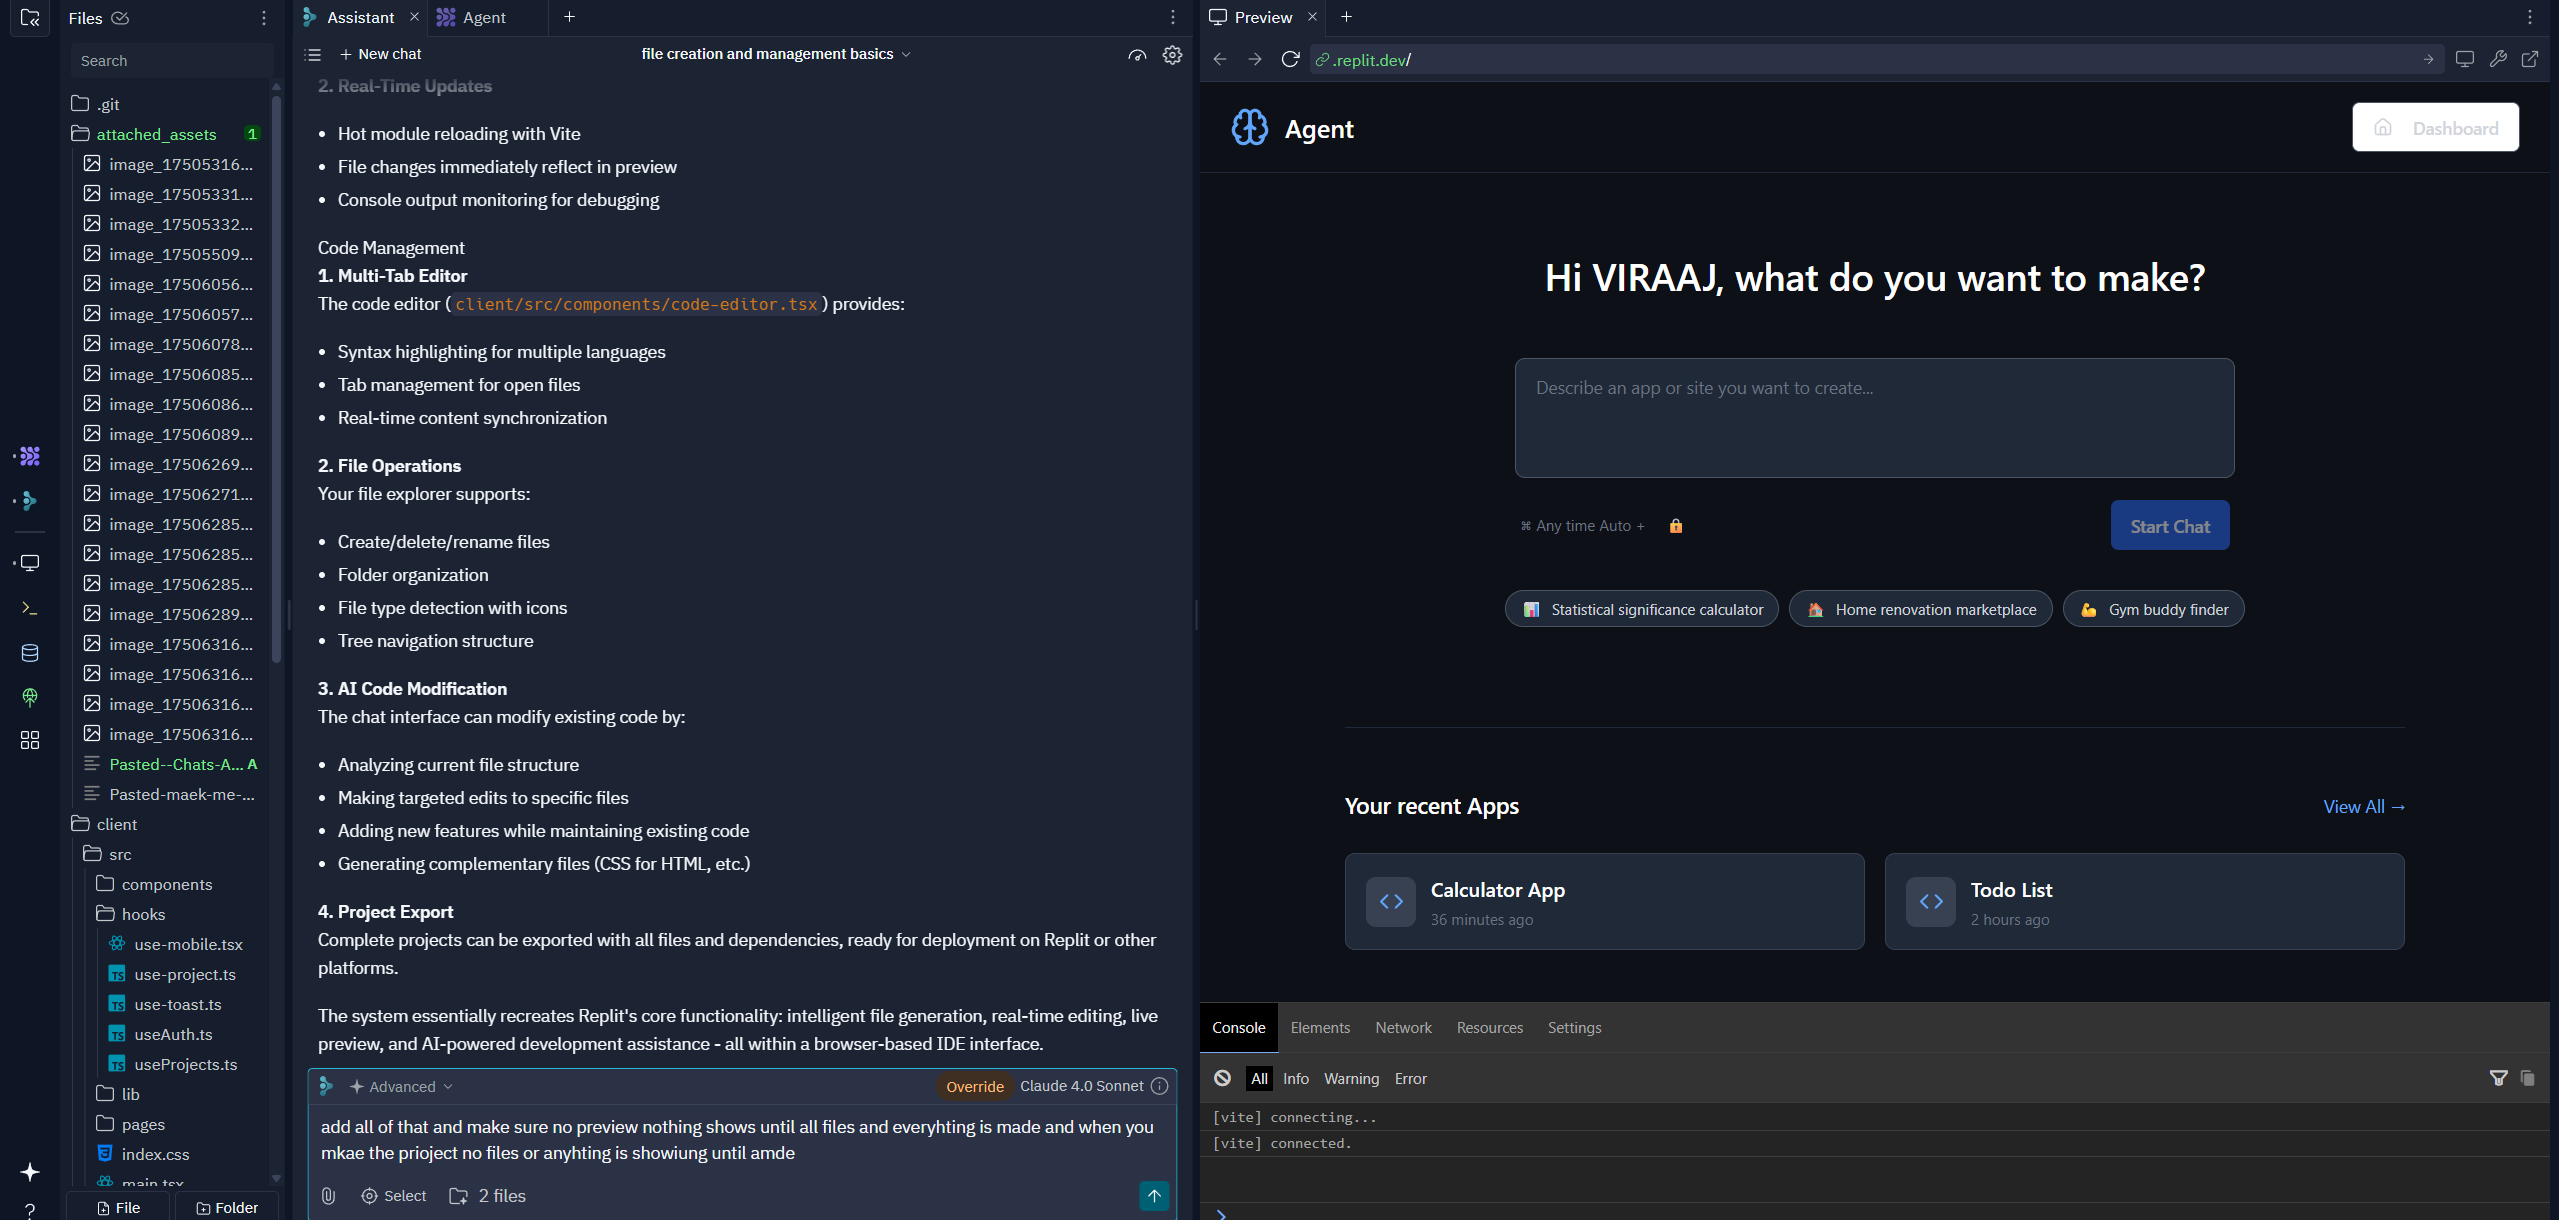 Files
Search
.git
attached_assets 1
image_17505316...
image_17505331...
image_17505332...
image_17505509...
image_17506056...
image_17506057...
image_17506078...
image_17506085...
image_17506086...
image_17506089...
image_17506269...
image_17506271...
image_17506285...
image_17506285...
image_17506285...
image_17506289...
image_17506316...
image_17506316...
image_17506316...
image_17506316...
Pasted--Chats-A... A
Pasted-maek-me-...
client
src
components
hooks
use-mobile.tsx
TS use-project.ts
TS use-toast.ts
TS useAuth.ts
TS useProjects.ts
lib
pages
index.css
main.tsx
File Folder
Assistant Agent
New chat file creation and management basics
2. Real-Time Updates
• Hot module reloading with Vite
• File changes immediately reflect in preview
• Console output monitoring for debugging
Code Management
1. Multi-Tab Editor
The code editor (client/src/components/code-editor.tsx) provides:
• Syntax highlighting for multiple languages
• Tab management for open files
• Real-time content synchronization
2. File Operations
Your file explorer supports:
• Create/delete/rename files
• Folder organization
• File type detection with icons
• Tree navigation structure
3. AI Code Modification
The chat interface can modify existing code by:
• Analyzing current file structure
• Making targeted edits to specific files
• Adding new features while maintaining existing code
• Generating complementary files (CSS for HTML, etc.)
4. Project Export
Complete projects can be exported with all files and dependencies, ready for deployment on Replit or other
platforms.
The system essentially recreates Replit's core functionality: intelligent file generation, real-time editing, live
preview, and AI-powered development assistance - all within a browser-based IDE interface.
Advanced Override Claude 4.0 Sonnet
add all of that and make sure no preview nothing shows until all files and everyhting is made and when you
mkae the prioject no files or anyhting is showiung until amde
Select 2 files
Preview
.replit.dev/
Agent Dashboard
Hi VIRAAJ, what do you want to make?
Describe an app or site you want to create...
⌘ Any time Auto + Start Chat
Statistical significance calculator Home renovation marketplace Gym buddy finder
Your recent Apps View All →
Calculator App
36 minutes ago
Todo List
2 hours ago
Console Elements Network Resources Settings
All Info Warning Error
[vite] connecting...
[vite] connected.